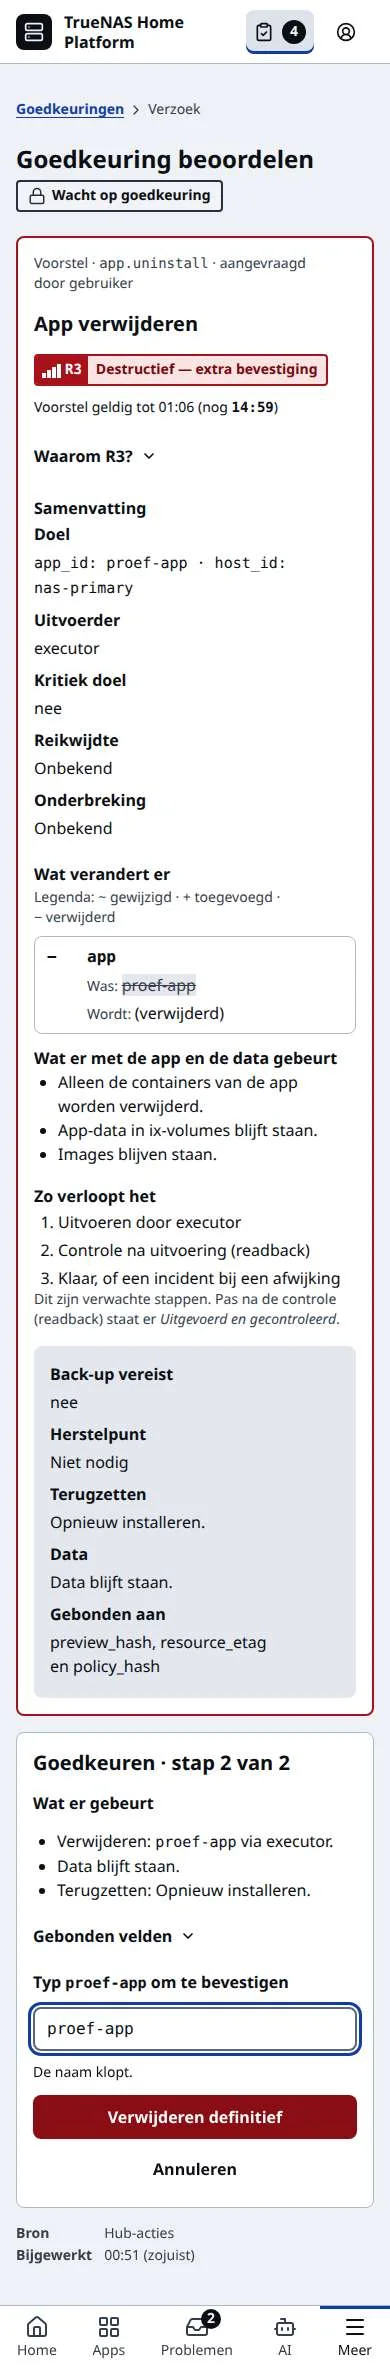 TrueNAS Home
Platform
4
Goedkeuringen > Verzoek
Goedkeuring beoordelen
Wacht op goedkeuring
Voorstel · app.uninstall · aangevraagd
door gebruiker
App verwijderen
R3 Destructief — extra bevestiging
Voorstel geldig tot 01:06 (nog 14:59)
Waarom R3?
Samenvatting
Doel
app_id: proef-app · host_id:
nas-primary
Uitvoerder
executor
Kritiek doel
nee
Reikwijdte
Onbekend
Onderbreking
Onbekend
Wat verandert er
Legenda: ~ gewijzigd · + toegevoegd ·
− verwijderd
− app
Was: proef-app
Wordt: (verwijderd)
Wat er met de app en de data gebeurt
• Alleen de containers van de app
worden verwijderd.
• App-data in ix-volumes blijft staan.
• Images blijven staan.
Zo verloopt het
1. Uitvoeren door executor
2. Controle na uitvoering (readback)
3. Klaar, of een incident bij een afwijking
Dit zijn verwachte stappen. Pas na de controle
(readback) staat er Uitgevoerd en gecontroleerd.
Back-up vereist
nee
Herstelpunt
Niet nodig
Terugzetten
Opnieuw installeren.
Data
Data blijft staan.
Gebonden aan
preview_hash, resource_etag
en policy_hash
Goedkeuren · stap 2 van 2
Wat er gebeurt
• Verwijderen: proef-app via executor.
• Data blijft staan.
• Terugzetten: Opnieuw installeren.
Gebonden velden
Typ proef-app om te bevestigen
proef-app
De naam klopt.
Verwijderen definitief
Annuleren
Bron Hub-acties
Bijgewerkt 00:51 (zojuist)
2
Home Apps Problemen AI Meer